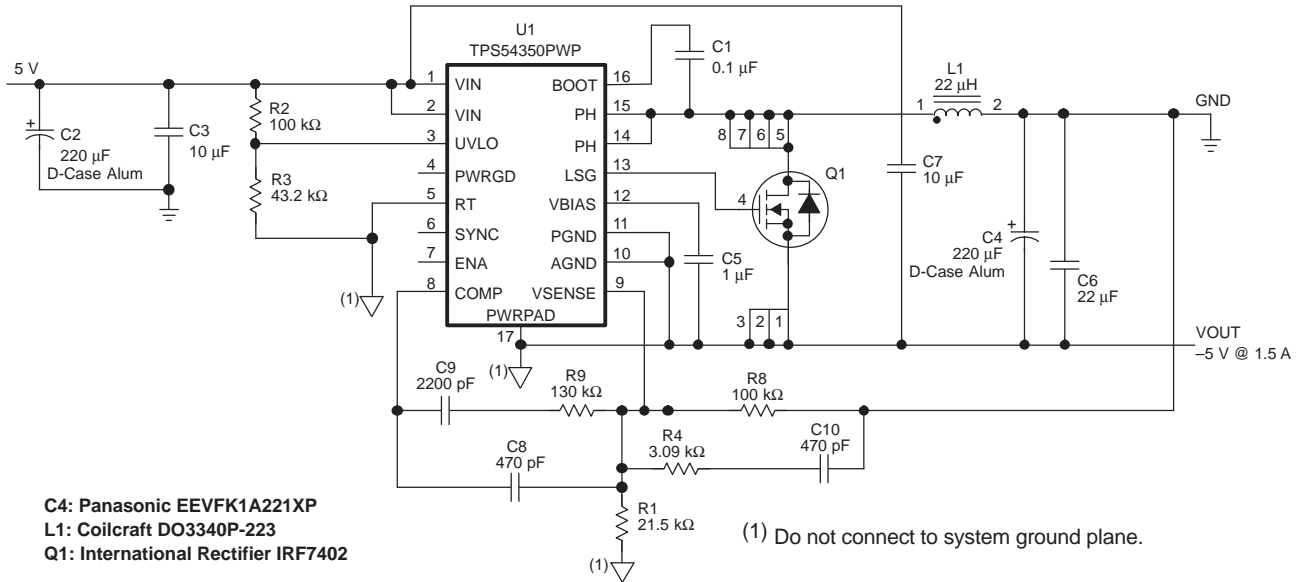 U1
TPS54350PWP
5 V
C2
220 µF
D-Case Alum
C3
10 µF
R2
100 kΩ
R3
43.2 kΩ
1 VIN
2 VIN
3 UVLO
4 PWRGD
5 RT
6 SYNC
7 ENA
8 COMP
BOOT 16
PH 15
PH 14
LSG 13
VBIAS 12
PGND 11
AGND 10
VSENSE 9
PWRPAD
17
(1)
(1)
C1
0.1 µF
C5
1 µF
8 7 6 5
4
Q1
3 2 1
C7
10 µF
L1
22 µH
1 2
GND
C4
220 µF
D-Case Alum
C6
22 µF
VOUT
–5 V @ 1.5 A
C9
2200 pF
R9
130 kΩ
R8
100 kΩ
C8
470 pF
R4
3.09 kΩ
C10
470 pF
R1
21.5 kΩ
(1)
C4: Panasonic EEVFK1A221XP
L1: Coilcraft DO3340P-223
Q1: International Rectifier IRF7402
(1) Do not connect to system ground plane.